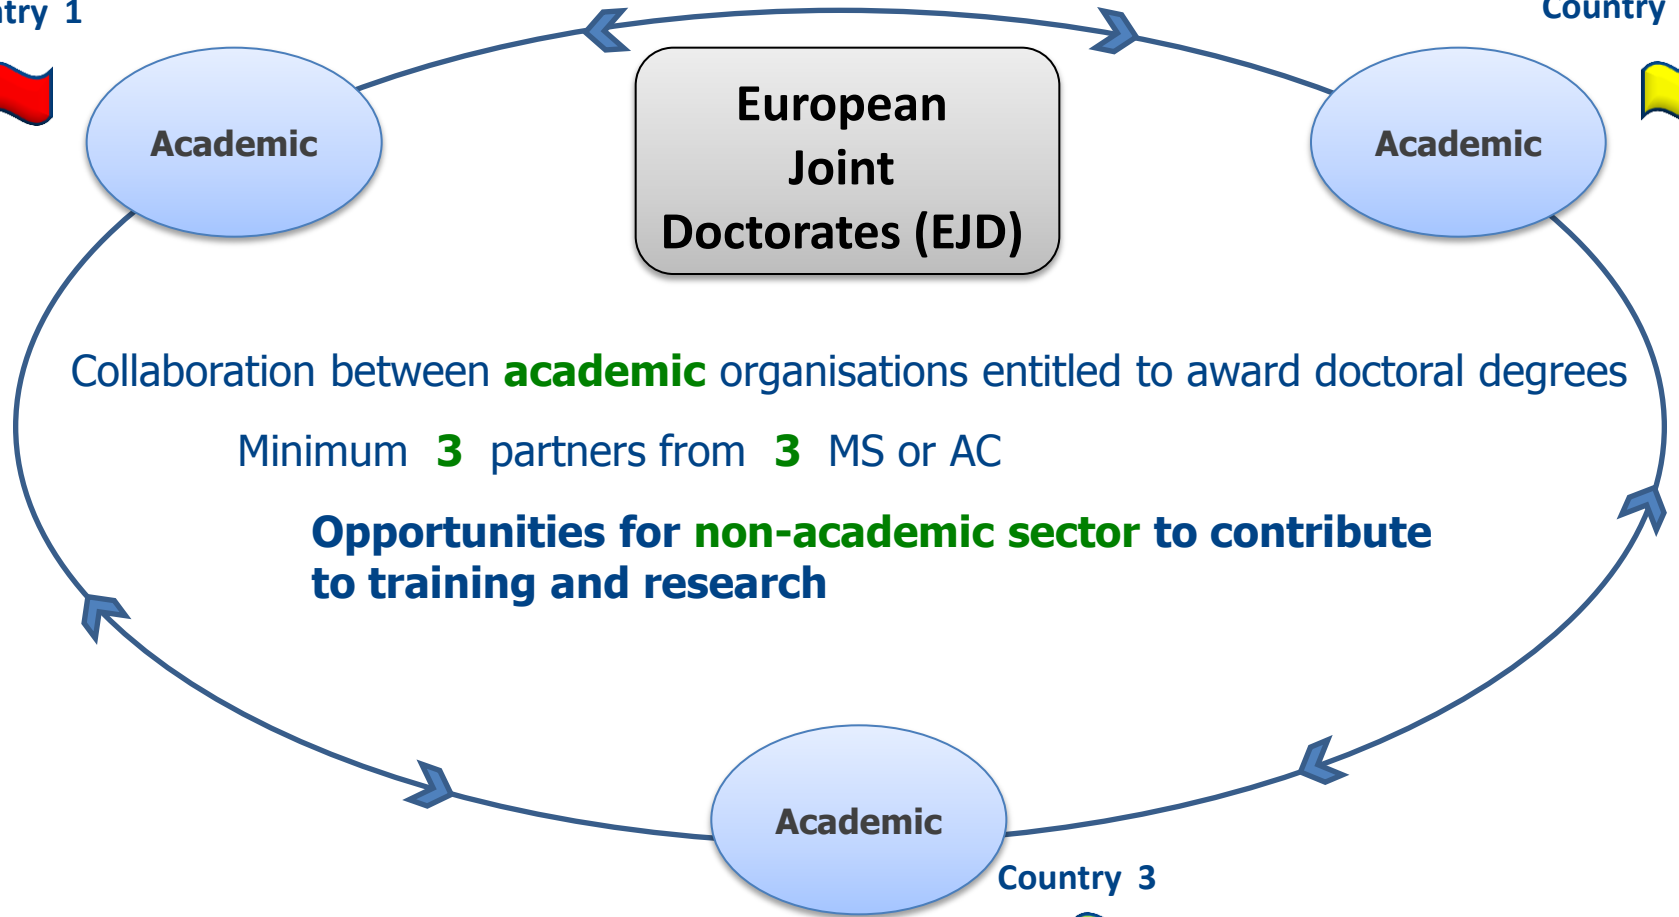 ntry 1
Country
European
Joint
Doctorates (EJD)
Academic
Academic
Collaboration between academic organisations entitled to award doctoral degrees
Minimum 3 partners from 3 MS or AC
Opportunities for non-academic sector to contribute
to training and research
Academic
Country 3